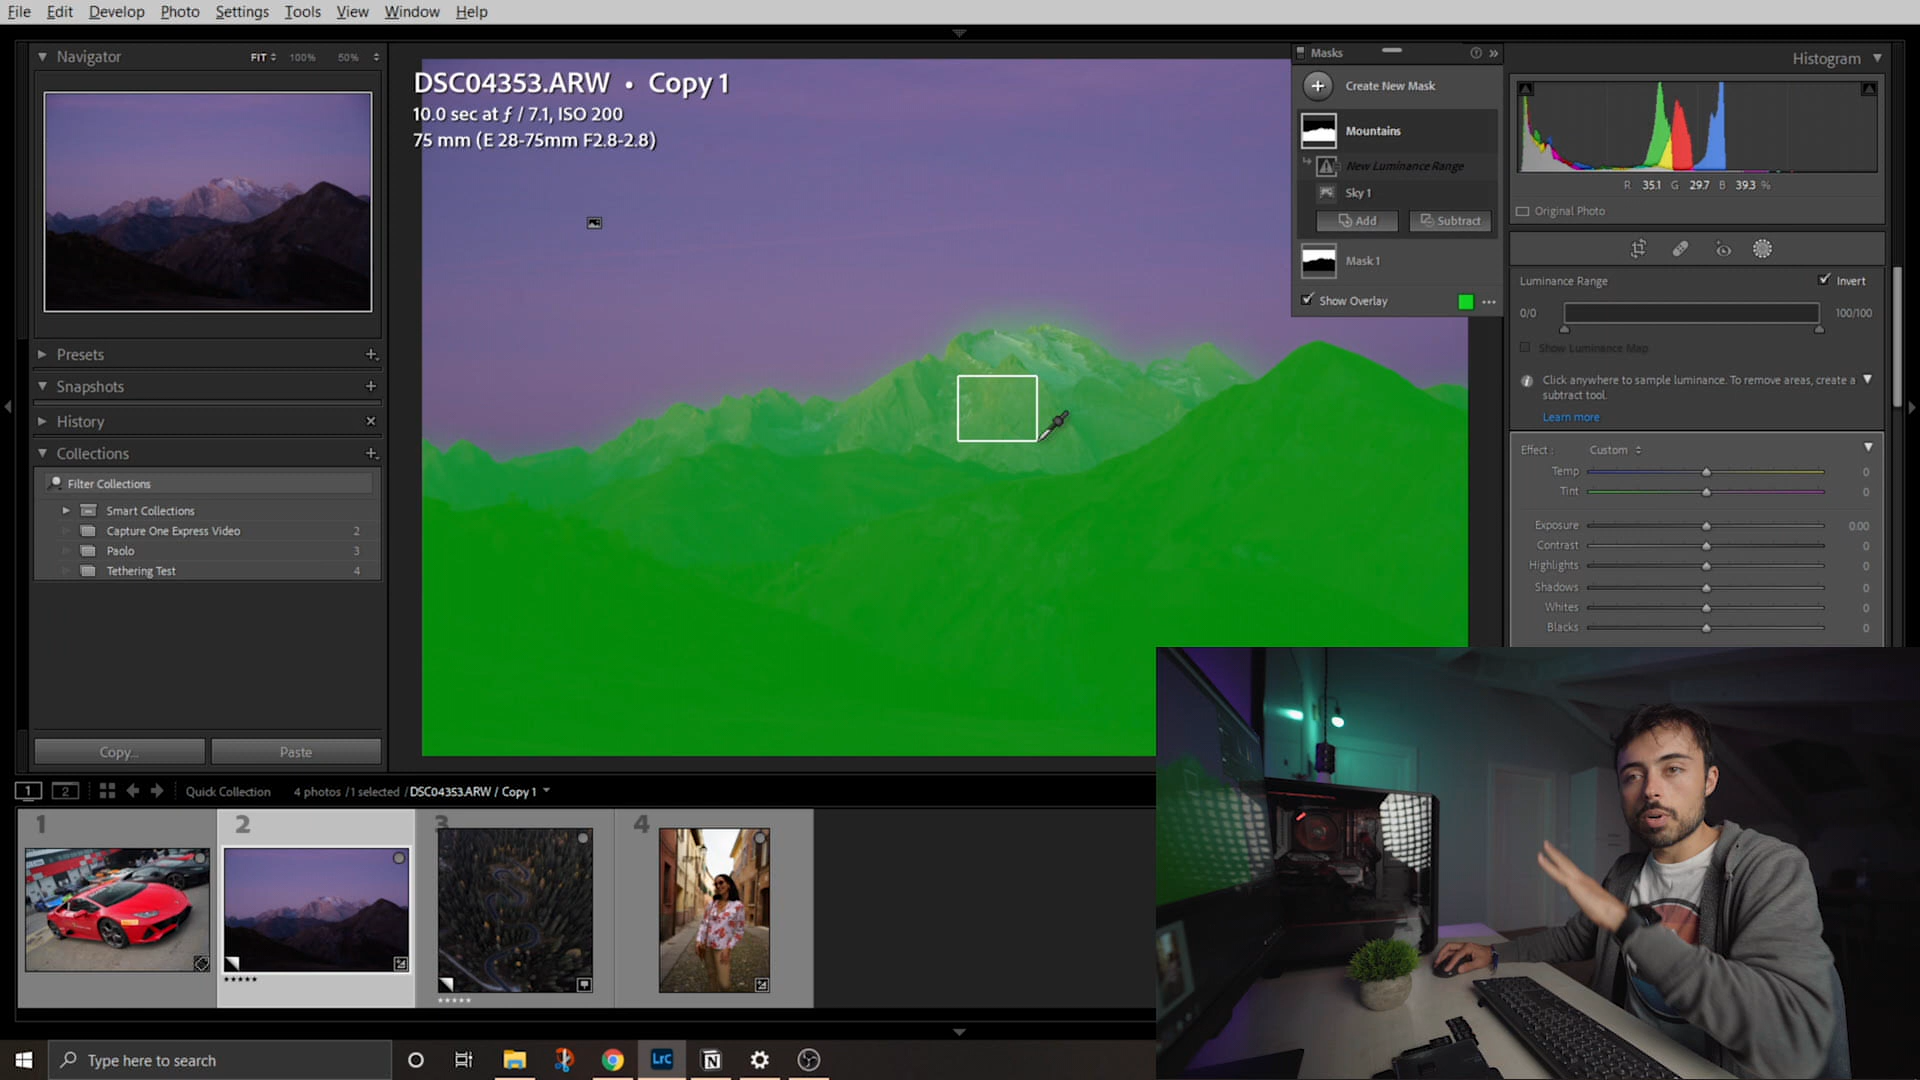 File Edit Develop Photo Settings Tools View Window Help
Navigator FIT 100% 50%
DSC04353.ARW • Copy 1
10.0 sec at ƒ / 7.1, ISO 200
75 mm (E 28-75mm F2.8-2.8)
Presets
Snapshots
History
Collections
Filter Collections
Smart Collections
Capture One Express Video 2
Paolo 3
Tethering Test 4
Copy... Paste
Masks
Create New Mask
Mountains
New Luminance Range
Sky 1
Add Subtract
Mask 1
Show Overlay
Histogram
R 35.1 G 29.7 B 39.3 %
Original Photo
Luminance Range Invert
0/0 100/100
Show Luminance Map
Click anywhere to sample luminance. To remove areas, create a
subtract tool.
Learn more
Effect : Custom
Temp 0
Tint 0
Exposure 0.00
Contrast 0
Highlights 0
Shadows 0
Whites 0
Blacks 0
1 2 Quick Collection 4 photos / 1 selected / DSC04353.ARW / Copy 1
1 2 3 4
Type here to search
LrC
N